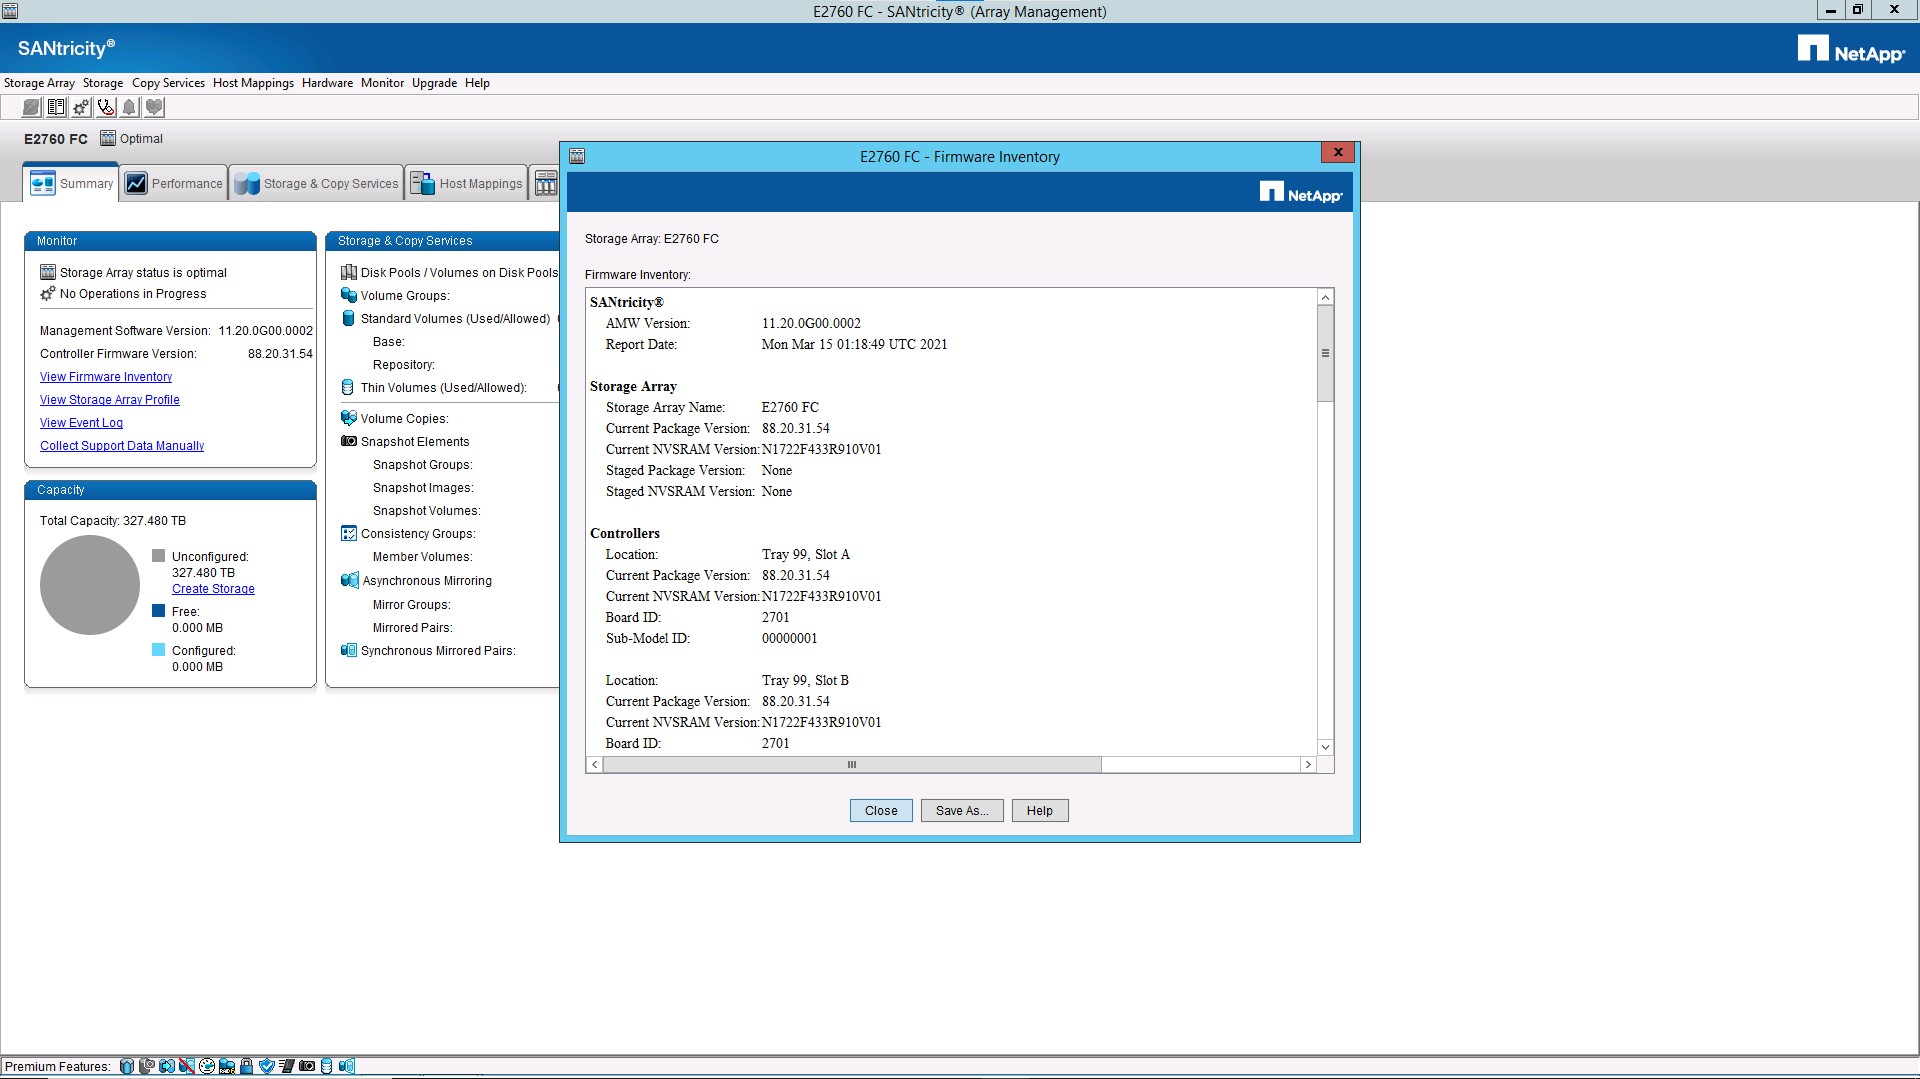 E2760 FC - SANtricity® (Array Management)
SANtricity®
NetApp
Storage Array Storage Copy Services Host Mappings Hardware Monitor Upgrade Help
E2760 FC Optimal
Summary Performance Storage & Copy Services Host Mappings
Monitor
Storage Array status is optimal
No Operations in Progress
Management Software Version: 11.20.0G00.0002
Controller Firmware Version: 88.20.31.54
View Firmware Inventory
View Storage Array Profile
View Event Log
Collect Support Data Manually
Capacity
Total Capacity: 327.480 TB
Unconfigured:
327.480 TB
Create Storage
Free:
0.000 MB
Configured:
0.000 MB
Storage & Copy Services
Disk Pools / Volumes on Disk Pools
Volume Groups:
Standard Volumes (Used/Allowed)
Base:
Repository:
Thin Volumes (Used/Allowed):
Volume Copies:
Snapshot Elements
Snapshot Groups:
Snapshot Images:
Snapshot Volumes:
Consistency Groups:
Member Volumes:
Asynchronous Mirroring
Mirror Groups:
Mirrored Pairs:
Synchronous Mirrored Pairs:
E2760 FC - Firmware Inventory
NetApp
Storage Array: E2760 FC
Firmware Inventory:
SANtricity®
AMW Version: 11.20.0G00.0002
Report Date: Mon Mar 15 01:18:49 UTC 2021
Storage Array
Storage Array Name: E2760 FC
Current Package Version: 88.20.31.54
Current NVSRAM Version: N1722F433R910V01
Staged Package Version: None
Staged NVSRAM Version: None
Controllers
Location: Tray 99, Slot A
Current Package Version: 88.20.31.54
Current NVSRAM Version: N1722F433R910V01
Board ID: 2701
Sub-Model ID: 00000001
Location: Tray 99, Slot B
Current Package Version: 88.20.31.54
Current NVSRAM Version: N1722F433R910V01
Board ID: 2701
Close Save As... Help
Premium Features: